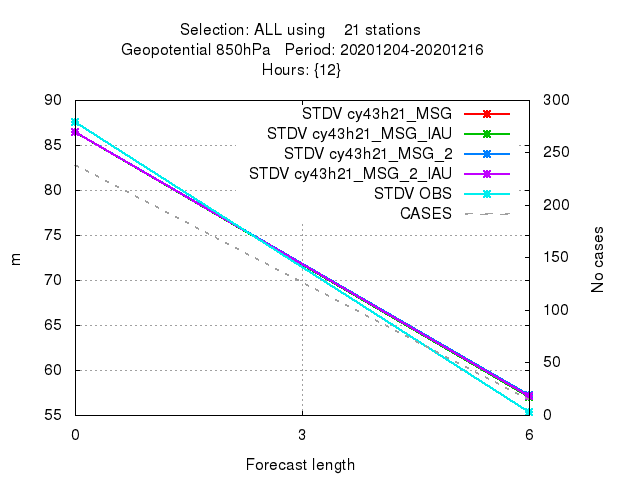 Selection: ALL using 21 stations
Geopotential 850hPa Period: 20201204-20201216
Hours: {12}
90 300
STDV cy43h21_MSG
STDV cy43h21_MSG_IAU
85 250
STDV cy43h21_MSG_2
STDV cy43h21_MSG_2_IAU
80 200
STDV OBS
CASES
75 150
m
No cases
70 100
65
60 50
55 0
0 3 6
Forecast length